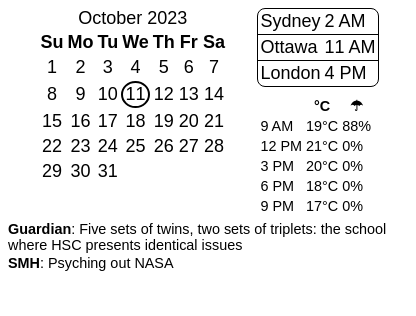 October 2023
Su Mo Tu We Th Fr Sa
1 2 3 4 5 6 7
8 9 10 11 12 13 14
15 16 17 18 19 20 21
22 23 24 25 26 27 28
29 30 31
Sydney 2 AM
Ottawa 11 AM
London 4 PM
°C ☂
9 AM 19°C 88%
12 PM 21°C 0%
3 PM 20°C 0%
6 PM 18°C 0%
9 PM 17°C 0%
Guardian: Five sets of twins, two sets of triplets: the school
where HSC presents identical issues
SMH: Psyching out NASA